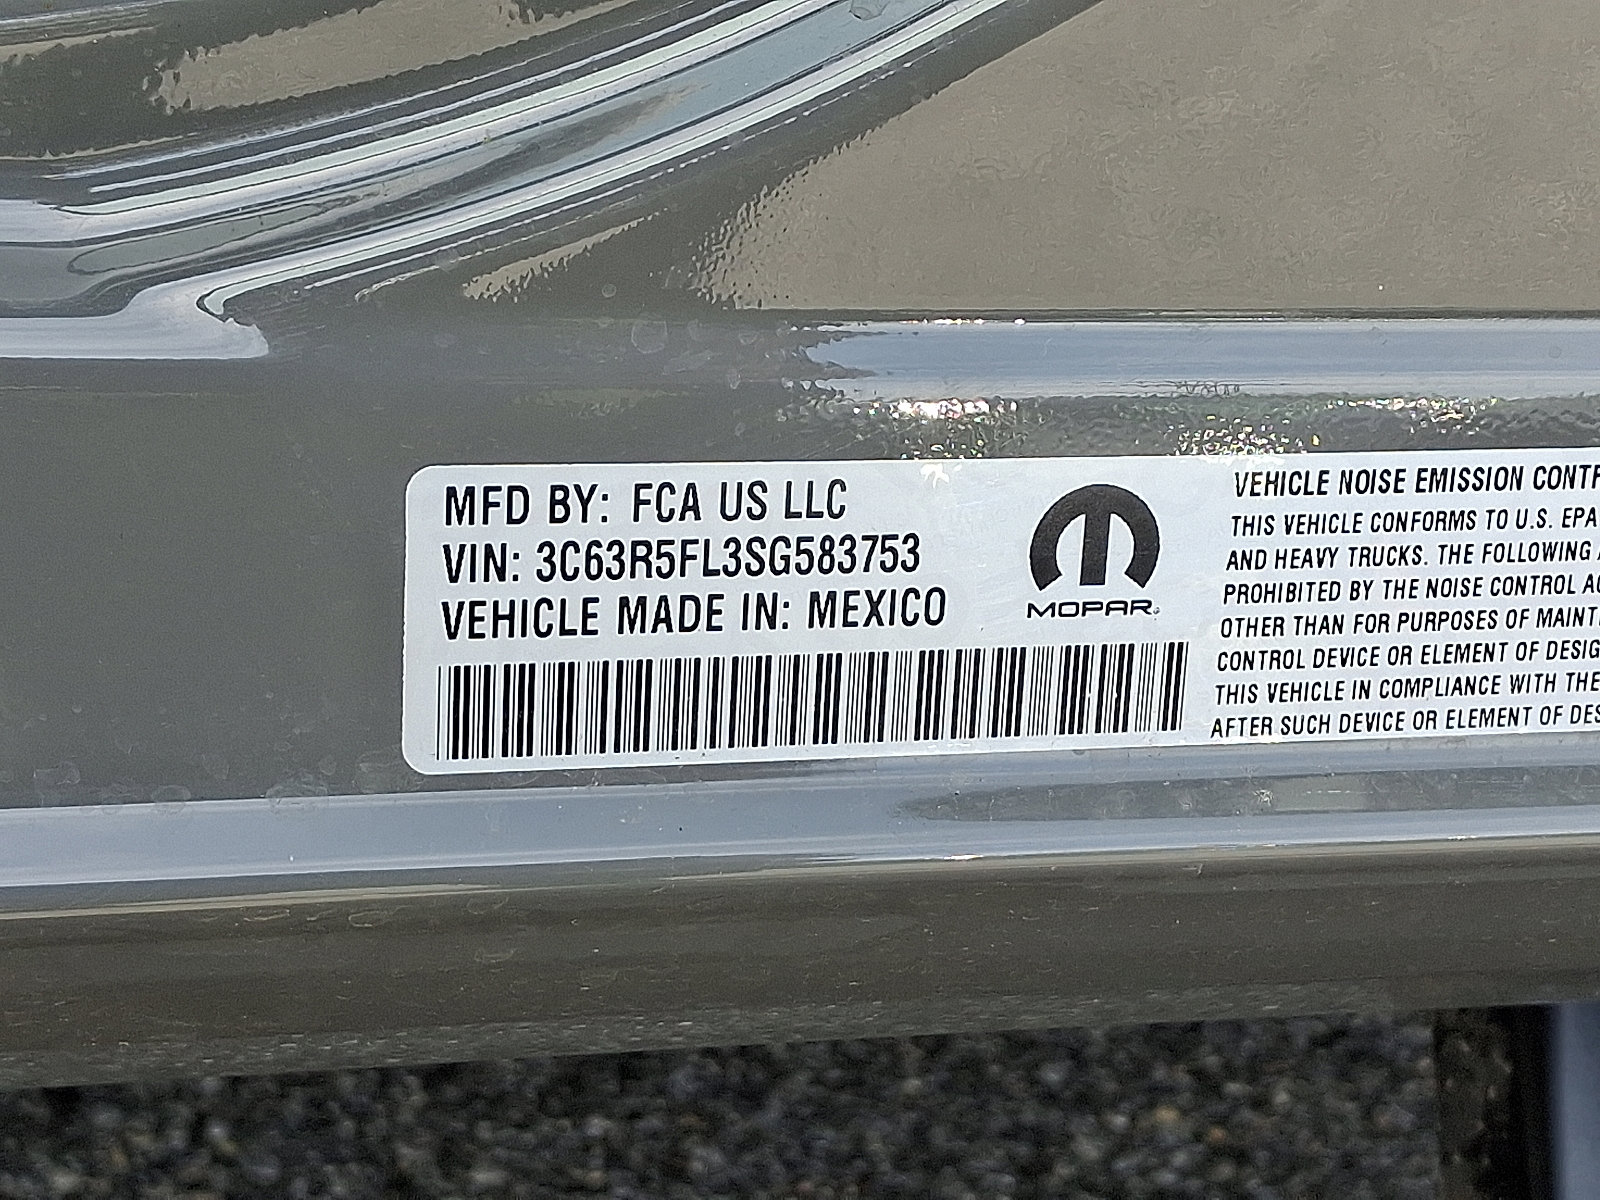 MFD BY: FCA US LLC
VIN: 3C63R5FL3SG583753
VEHICLE MADE IN: MEXICO
MOPAR
VEHICLE NOISE EMISSION CONTR
THIS VEHICLE CONFORMS TO U.S. EPA
AND HEAVY TRUCKS. THE FOLLOWING
PROHIBITED BY THE NOISE CONTROL AC
OTHER THAN FOR PURPOSES OF MAINT
CONTROL DEVICE OR ELEMENT OF DESIG
THIS VEHICLE IN COMPLIANCE WITH THE
AFTER SUCH DEVICE OR ELEMENT OF DES